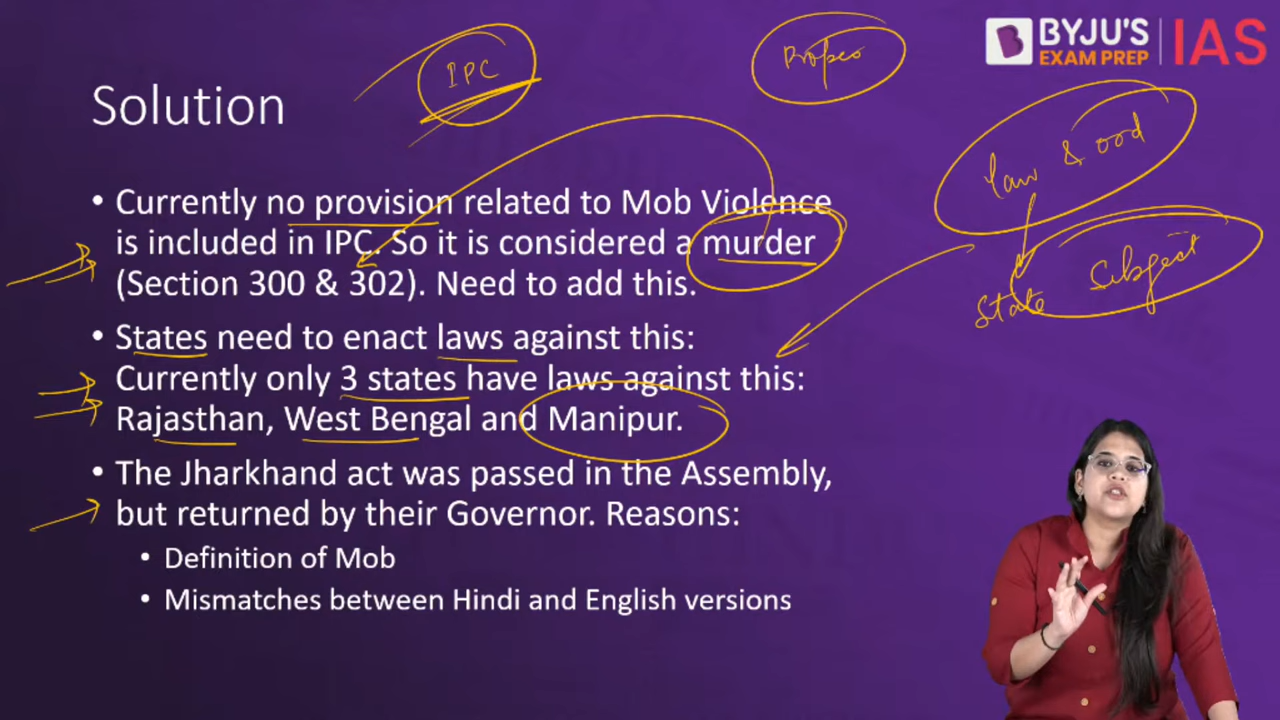 BYJU'S
EXAM PREP
IAS
IPC
Solution
law & ord
State Subject
• Currently no provision related to Mob Violence
is included in IPC. So it is considered a murder
(Section 300 & 302). Need to add this.
• States need to enact laws against this:
Currently only 3 states have laws against this:
Rajasthan, West Bengal and Manipur.
• The Jharkhand act was passed in the Assembly,
but returned by their Governor. Reasons:
• Definition of Mob
• Mismatches between Hindi and English versions